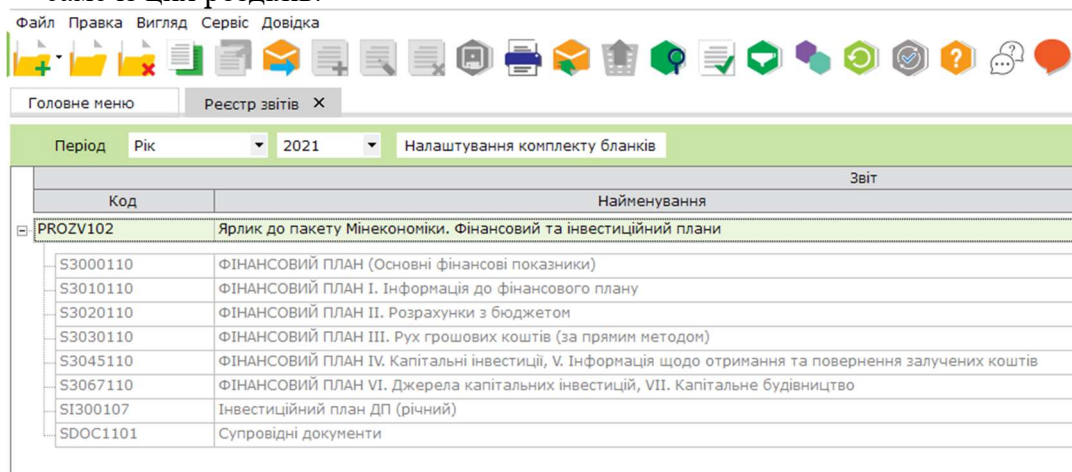 Файл Правка Вигляд Сервіс Довідка
Головне меню Реєстр звітів X
Період Рік 2021 Налаштування комплекту бланків
Звіт
Код Найменування
PROZV102 Ярлик до пакету Мінекономіки. Фінансовий та інвестиційний плани
S3000110 ФІНАНСОВИЙ ПЛАН (Основні фінансові показники)
S3010110 ФІНАНСОВИЙ ПЛАН I. Інформація до фінансового плану
S3020110 ФІНАНСОВИЙ ПЛАН II. Розрахунки з бюджетом
S3030110 ФІНАНСОВИЙ ПЛАН III. Рух грошових коштів (за прямим методом)
S3045110 ФІНАНСОВИЙ ПЛАН IV. Капітальні інвестиції, V. Інформація щодо отримання та повернення залучених коштів
S3067110 ФІНАНСОВИЙ ПЛАН VI. Джерела капітальних інвестицій, VII. Капітальне будівництво
SI300107 Інвестиційний план ДП (річний)
SDOC1101 Супровідні документи